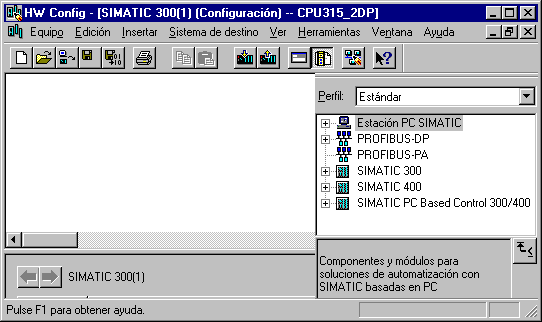 HW Config - [SIMATIC 300(1) (Configuración) -- CPU315_2DP]
Equipo Edición Insertar Sistema de destino Ver Herramientas Ventana Ayuda
Perfil: Estándar
Estación PC SIMATIC
PROFIBUS-DP
PROFIBUS-PA
SIMATIC 300
SIMATIC 400
SIMATIC PC Based Control 300/400
SIMATIC 300(1)
Componentes y módulos para
soluciones de automatización con
SIMATIC basadas en PC
Pulse F1 para obtener ayuda.